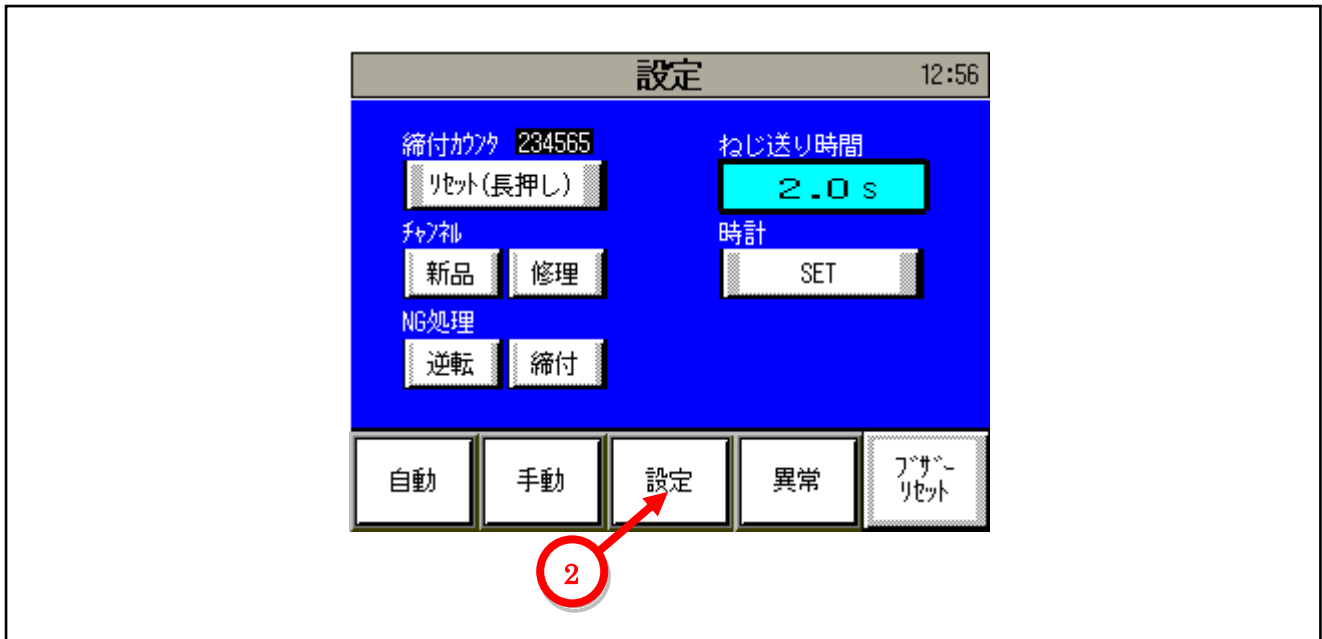 設定 12:56
締付ｶｳﾝﾀ 234565
ﾘｾｯﾄ(長押し)
ﾁｬﾝﾈﾙ
新品 修理
NG処理
逆転 締付
ねじ送り時間
2.0 s
時計
SET
自動 手動 設定 異常 ﾌﾞｻﾞｰ
ﾘｾｯﾄ
2